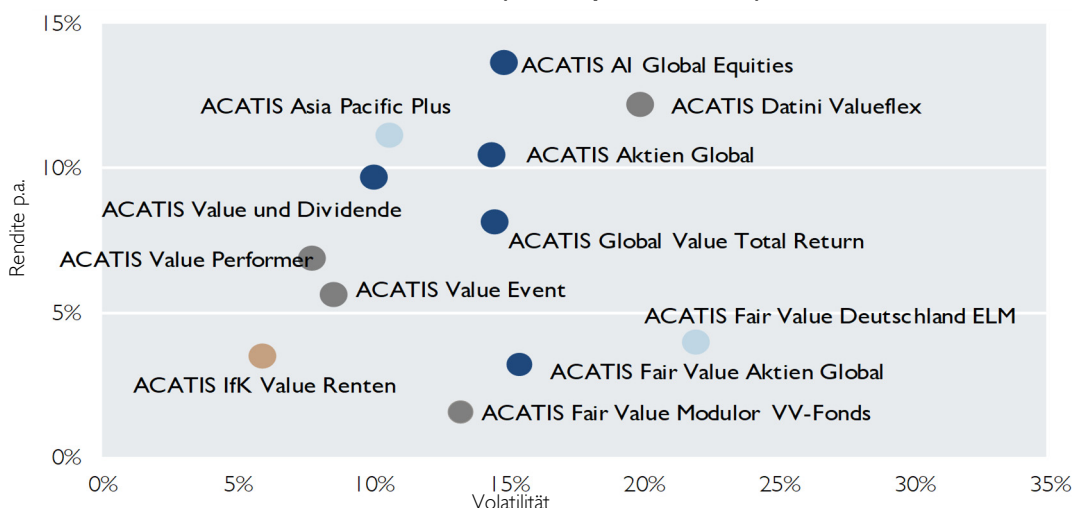 15%
ACATIS AI Global Equities
ACATIS Asia Pacific Plus
ACATIS Datini Valueflex
ACATIS Aktien Global
10%
ACATIS Value und Dividende
ACATIS Global Value Total Return
Rendite p.a.
ACATIS Value Performer
ACATIS Value Event
5%
ACATIS Fair Value Deutschland ELM
ACATIS IfK Value Renten
ACATIS Fair Value Aktien Global
ACATIS Fair Value Modulor VV-Fonds
0%
0% 5% 10% 15% 20% 25% 30% 35%
Volatilität